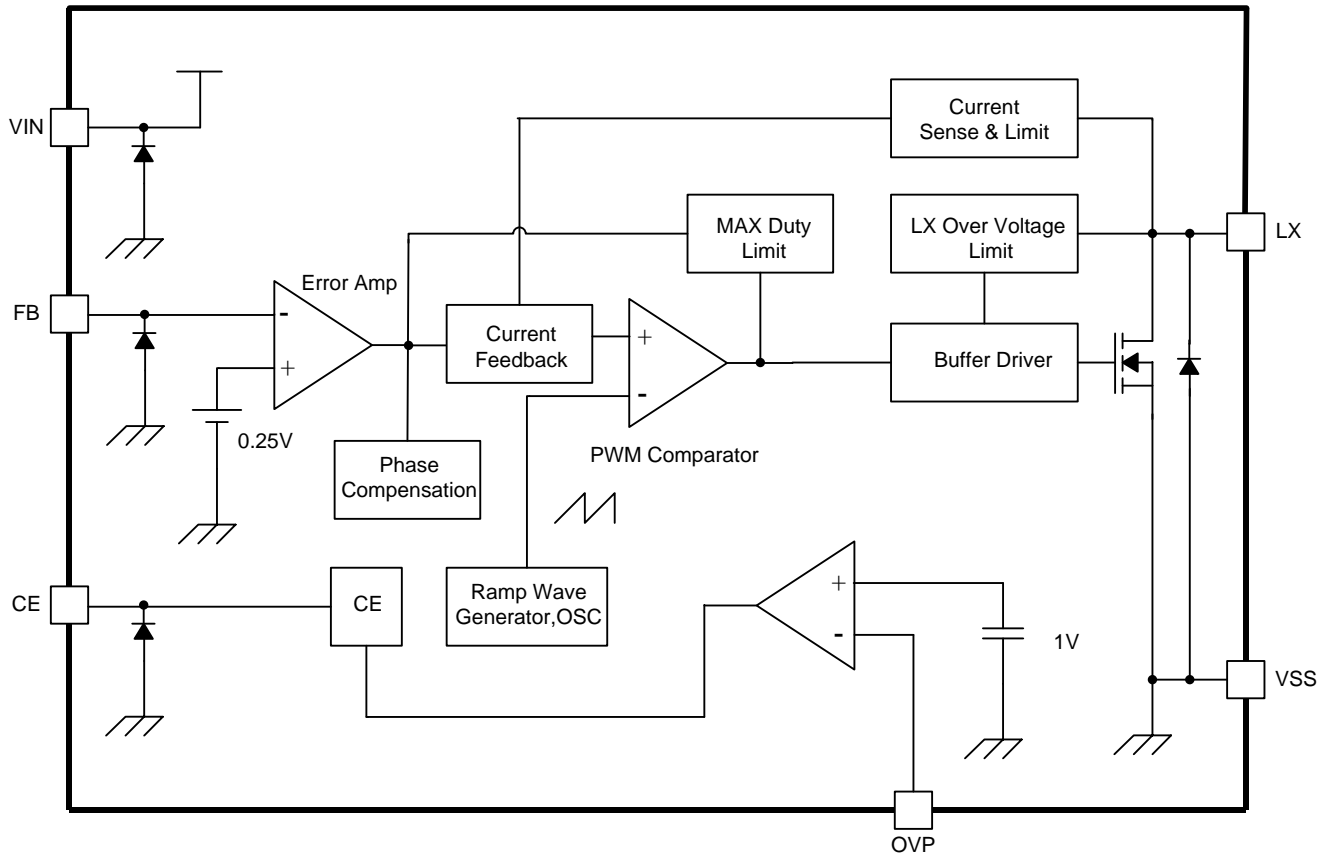 Current
Sense & Limit
VIN
MAX Duty
Limit
LX Over Voltage
Limit
LX
Error Amp
FB
-
+
Current
Feedback
+
-
Buffer Driver
0.25V
PWM Comparator
Phase
Compensation
CE
CE
Ramp Wave
Generator,OSC
+
-
1V
VSS
OVP